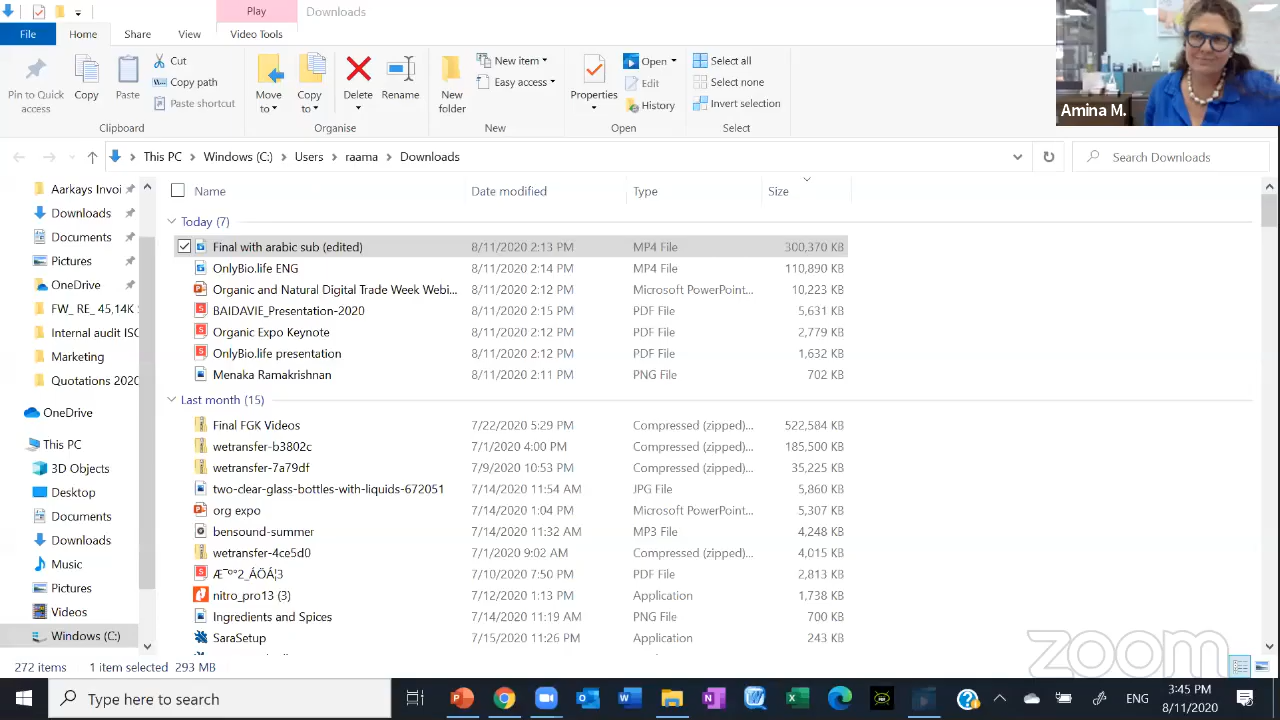 Play Downloads
File Home Share View Video Tools
Pin to Quick access
Copy
Paste
Cut
Copy path
Paste shortcut
Clipboard
Move to
Copy to
Delete
Rename
Organise
New folder
New item
Easy access
New
Properties
Open
Edit
History
Open
Select all
Select none
Invert selection
Select
Amina M.
This PC > Windows (C:) > Users > raama > Downloads
Search Downloads
Aarkays Invoi
Downloads
Documents
Pictures
OneDrive
FW_ RE_ 45,14K S
Internal audit ISO
Marketing
Quotations 2020
OneDrive
This PC
3D Objects
Desktop
Documents
Downloads
Music
Pictures
Videos
Windows (C:)
Name Date modified Type Size
Today (7)
Final with arabic sub (edited) 8/11/2020 2:13 PM MP4 File 300,370 KB
OnlyBio.life ENG 8/11/2020 2:14 PM MP4 File 110,890 KB
Organic and Natural Digital Trade Week Webi... 8/11/2020 2:12 PM Microsoft PowerPoint... 10,223 KB
BAIDAVIE_Presentation-2020 8/11/2020 2:15 PM PDF File 5,631 KB
Organic Expo Keynote 8/11/2020 2:12 PM PDF File 2,779 KB
OnlyBio.life presentation 8/11/2020 2:12 PM PDF File 1,632 KB
Menaka Ramakrishnan 8/11/2020 2:11 PM PNG File 702 KB
Last month (15)
Final FGK Videos 7/22/2020 5:29 PM Compressed (zipped)... 522,584 KB
wetransfer-b3802c 7/1/2020 4:00 PM Compressed (zipped)... 185,500 KB
wetransfer-7a79df 7/9/2020 10:53 PM Compressed (zipped)... 35,225 KB
two-clear-glass-bottles-with-liquids-672051 7/14/2020 11:54 AM JPG File 5,860 KB
org expo 7/14/2020 1:04 PM Microsoft PowerPoint... 5,307 KB
bensound-summer 7/14/2020 11:32 AM MP3 File 4,248 KB
wetransfer-4ce5d0 7/1/2020 9:02 AM Compressed (zipped)... 4,015 KB
7/10/2020 7:50 PM PDF File 2,813 KB
nitro_pro13 (3) 7/12/2020 1:13 PM Application 1,738 KB
Ingredients and Spices 7/14/2020 11:19 AM PNG File 700 KB
SaraSetup 7/15/2020 11:26 PM Application 243 KB
zoom
272 items 1 item selected 293 MB
Type here to search
ENG
3:45 PM
8/11/2020